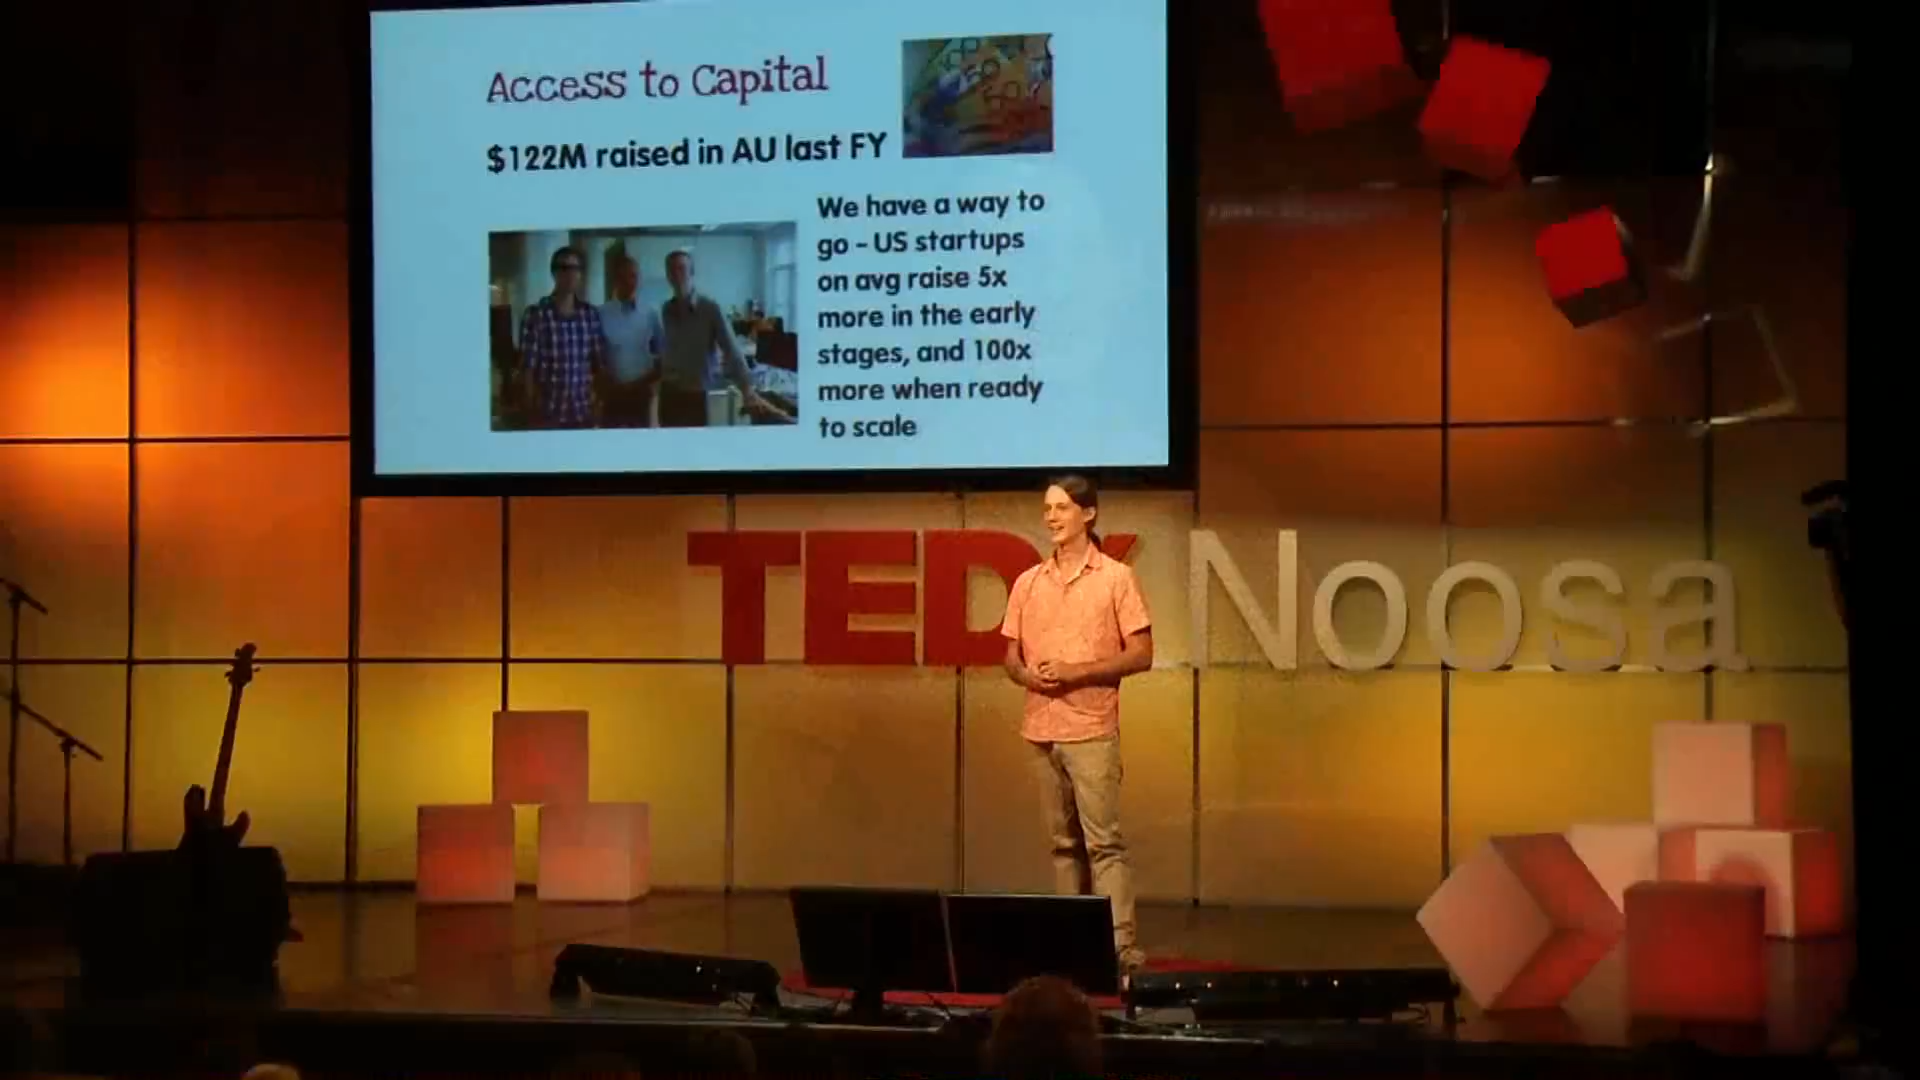 Access to Capital
$122M raised in AU last FY
We have a way to
go - US startups
on avg raise 5x
more in the early
stages, and 100x
more when ready
to scale
TEDx Noosa